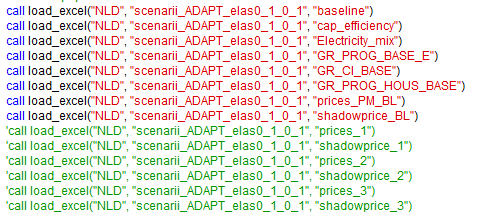 call load_excel("NLD", "scenarii_ADAPT_elas0_1_0_1", "baseline")
call load_excel("NLD", "scenarii_ADAPT_elas0_1_0_1", "cap_efficiency")
call load_excel("NLD", "scenarii_ADAPT_elas0_1_0_1", "Electricity_mix")
call load_excel("NLD", "scenarii_ADAPT_elas0_1_0_1", "GR_PROG_BASE_E")
call load_excel("NLD", "scenarii_ADAPT_elas0_1_0_1", "GR_CI_BASE")
call load_excel("NLD", "scenarii_ADAPT_elas0_1_0_1", "GR_PROG_HOUS_BASE")
call load_excel("NLD", "scenarii_ADAPT_elas0_1_0_1", "prices_PM_BL")
call load_excel("NLD", "scenarii_ADAPT_elas0_1_0_1", "shadowprice_BL")
'call load_excel("NLD", "scenarii_ADAPT_elas0_1_0_1", "prices_1")
'call load_excel("NLD", "scenarii_ADAPT_elas0_1_0_1", "shadowprice_1")
'call load_excel("NLD", "scenarii_ADAPT_elas0_1_0_1", "prices_2")
'call load_excel("NLD", "scenarii_ADAPT_elas0_1_0_1", "shadowprice_2")
'call load_excel("NLD", "scenarii_ADAPT_elas0_1_0_1", "prices_3")
'call load_excel("NLD", "scenarii_ADAPT_elas0_1_0_1", "shadowprice_3")